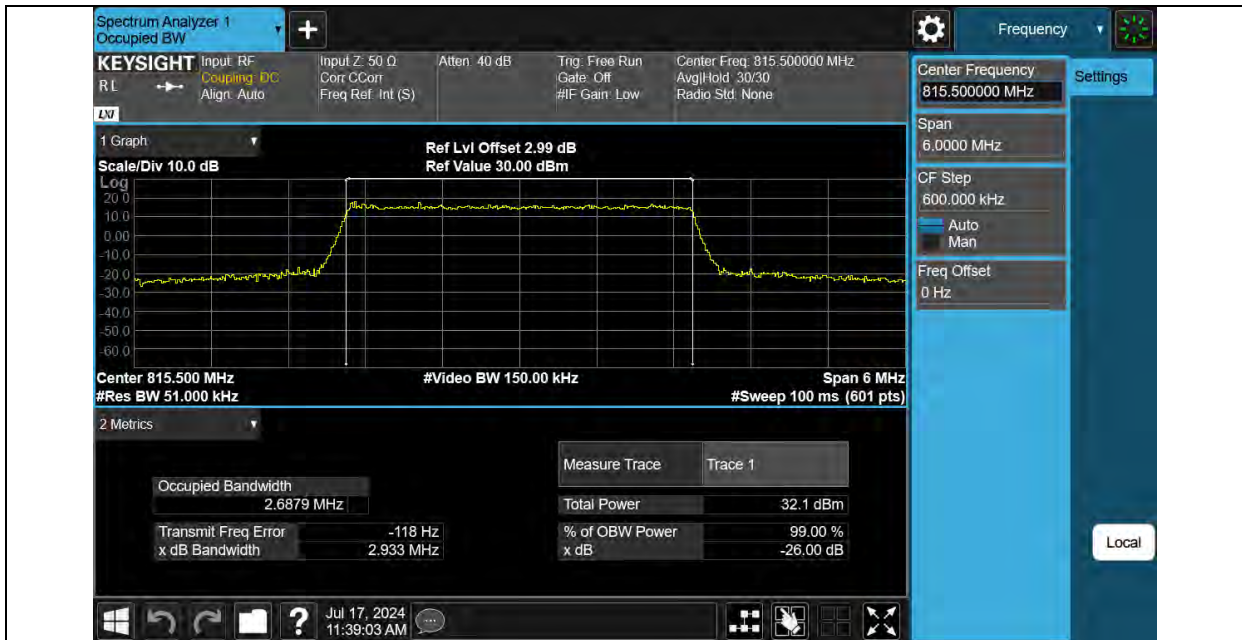 Spectrum Analyzer 1
Occupied BW
+
Frequency
KEYSIGHT
RL
LXI
Input: RF
Coupling: DC
Align: Auto
Input Z: 50 Ω
Corr CCorr
Freq Ref: Int (S)
Atten: 40 dB
Trig: Free Run
Gate: Off
#IF Gain: Low
Center Freq: 815.500000 MHz
Avg|Hold: 30/30
Radio Std: None
1 Graph
Scale/Div 10.0 dB
Ref Lvl Offset 2.99 dB
Ref Value 30.00 dBm
Log
20.0
10.0
0.00
-10.0
-20.0
-30.0
-40.0
-50.0
-60.0
Center 815.500 MHz
#Video BW 150.00 kHz
Span 6 MHz
#Res BW 51.000 kHz
#Sweep 100 ms (601 pts)
2 Metrics
Measure Trace Trace 1
Occupied Bandwidth
2.6879 MHz
Total Power 32.1 dBm
Transmit Freq Error -118 Hz
% of OBW Power 99.00 %
x dB Bandwidth 2.933 MHz
x dB -26.00 dB
Center Frequency
815.500000 MHz
Settings
Span
6.0000 MHz
CF Step
600.000 kHz
Auto
Man
Freq Offset
0 Hz
Local
?
Jul 17, 2024
11:39:03 AM